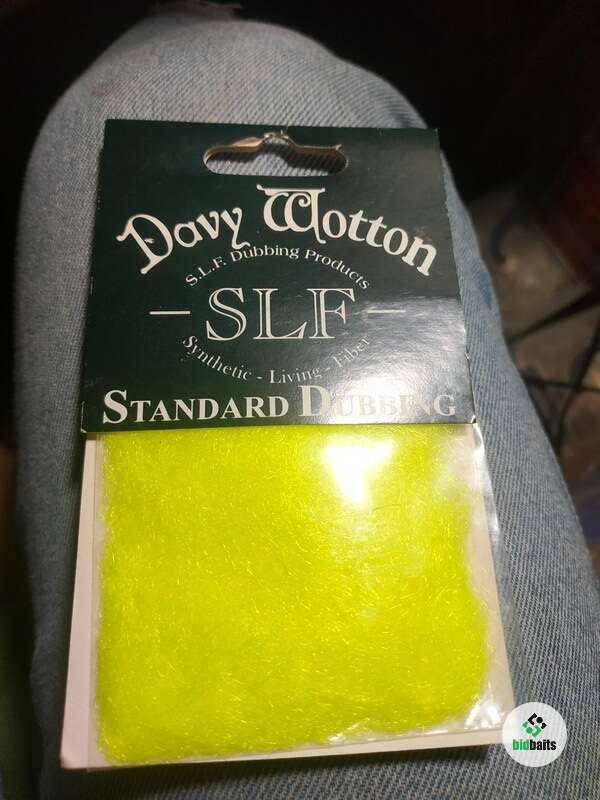 Davy Wotton
S.L.F. Dubbing Products
- SLF -
Synthetic - Living - Fiber
STANDARD DUBBING
bidbaits